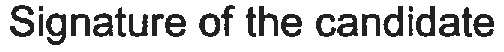 Signature of the candidate